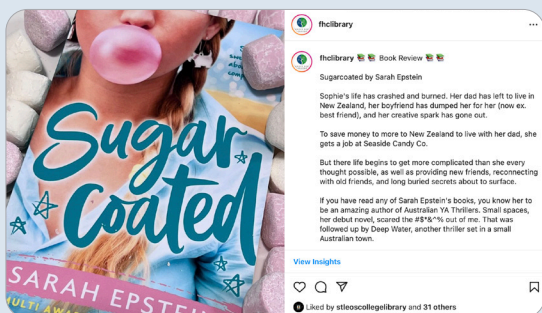 Sugar
Coated
SARAH EPSTEIN
fhclibrary
fhclibrary 📚 📚 Book Review 📚 📚
Sugarcoated by Sarah Epstein
Sophie's life has crashed and burned. Her dad has left to live in
New Zealand, her boyfriend has dumped her for her (now ex.
best friend), and her creative spark has gone out.
To save money to more to New Zealand to live with her dad, she
gets a job at Seaside Candy Co.
But there life begins to get more complicated than she every
thought possible, as well as providing new friends, reconnecting
with old friends, and long buried secrets about to surface.
If you have read any of Sarah Epstein's books, you know her to
be an amazing author of Australian YA Thrillers. Small spaces,
her debut novel, scared the #$*&^% out of me. That was
followed up by Deep Water, another thriller set in a small
Australian town.
View Insights
Liked by stleoscollegelibrary and 31 others